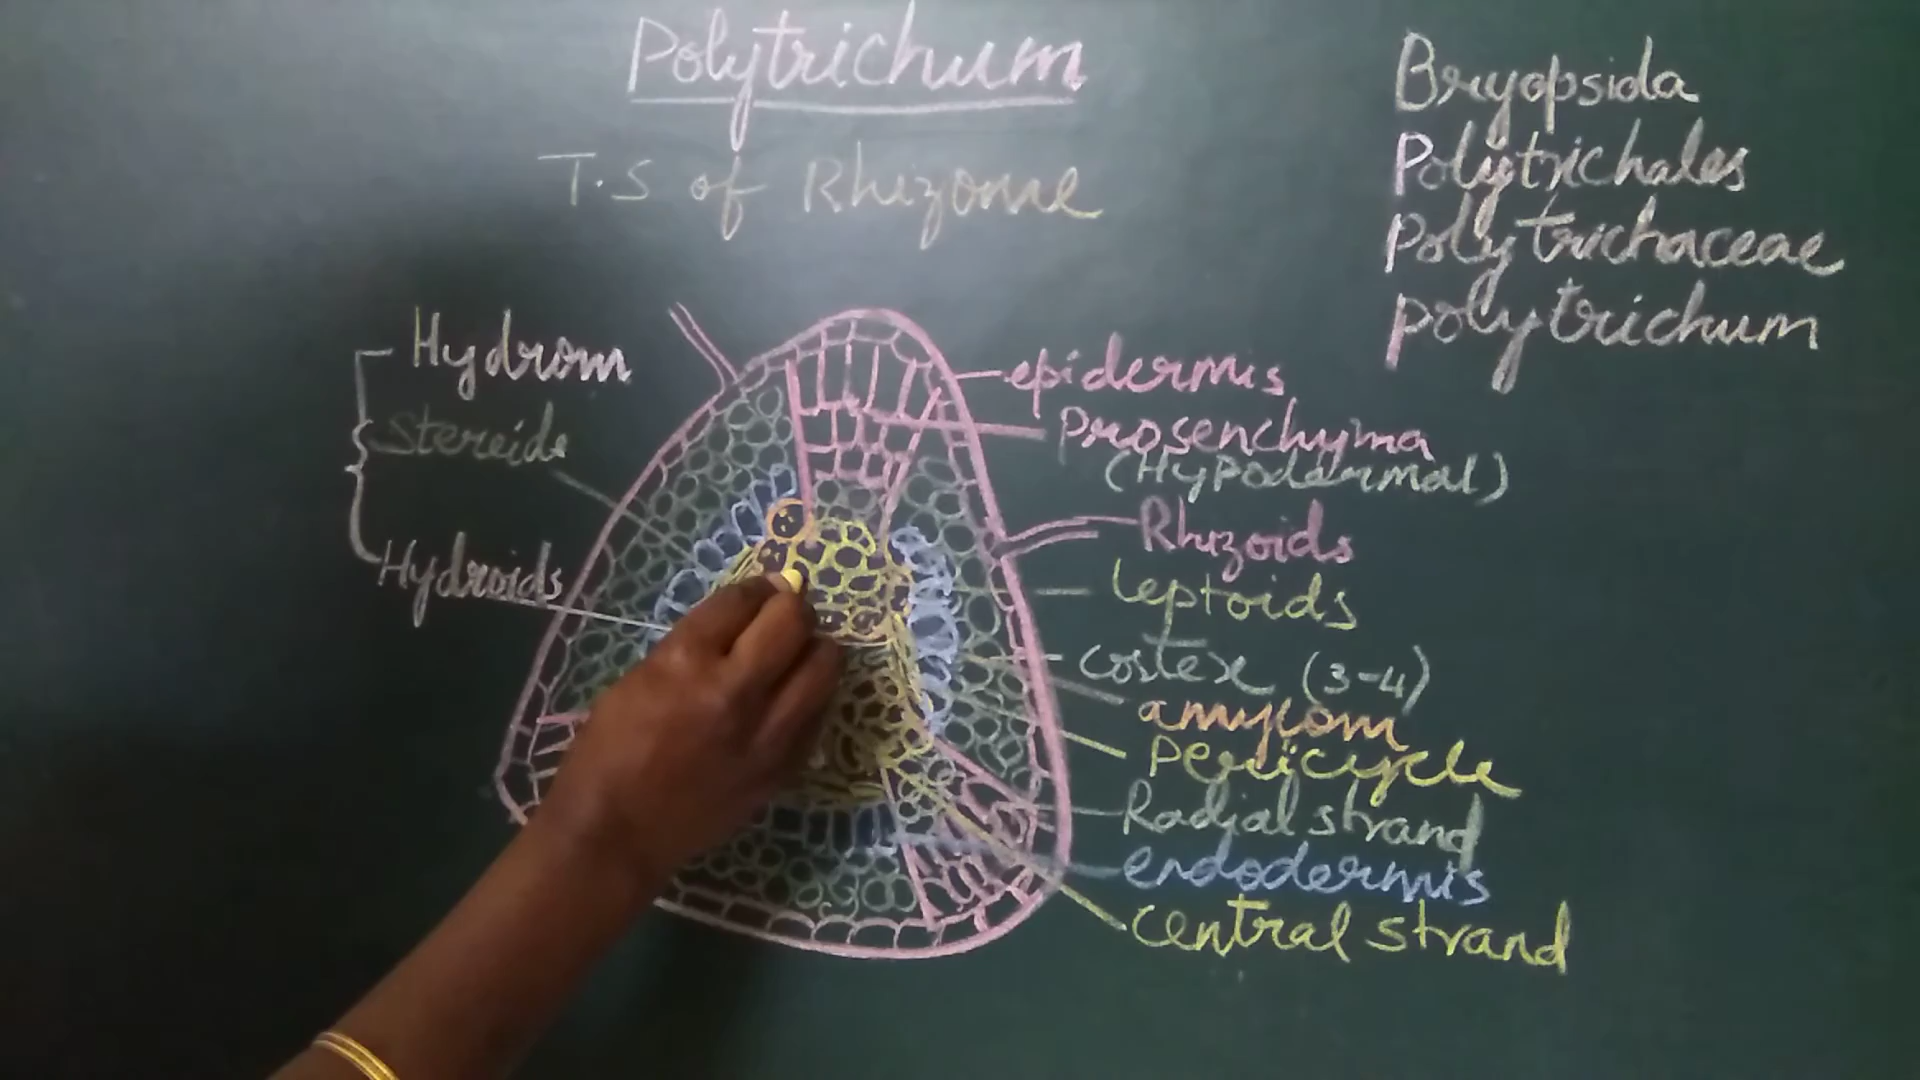 Polytrichum
T.S of Rhizome
Bryopsida
Polytrichales
Polytrichaceae
polytrichum
Hydrom
Stereids
Hydroids
epidermis
Prosenchyma
(Hypodermal)
Rhizoids
leptoids
Cortex (3-4)
amylom
Pericycle
Radial strand
endodermis
central strand